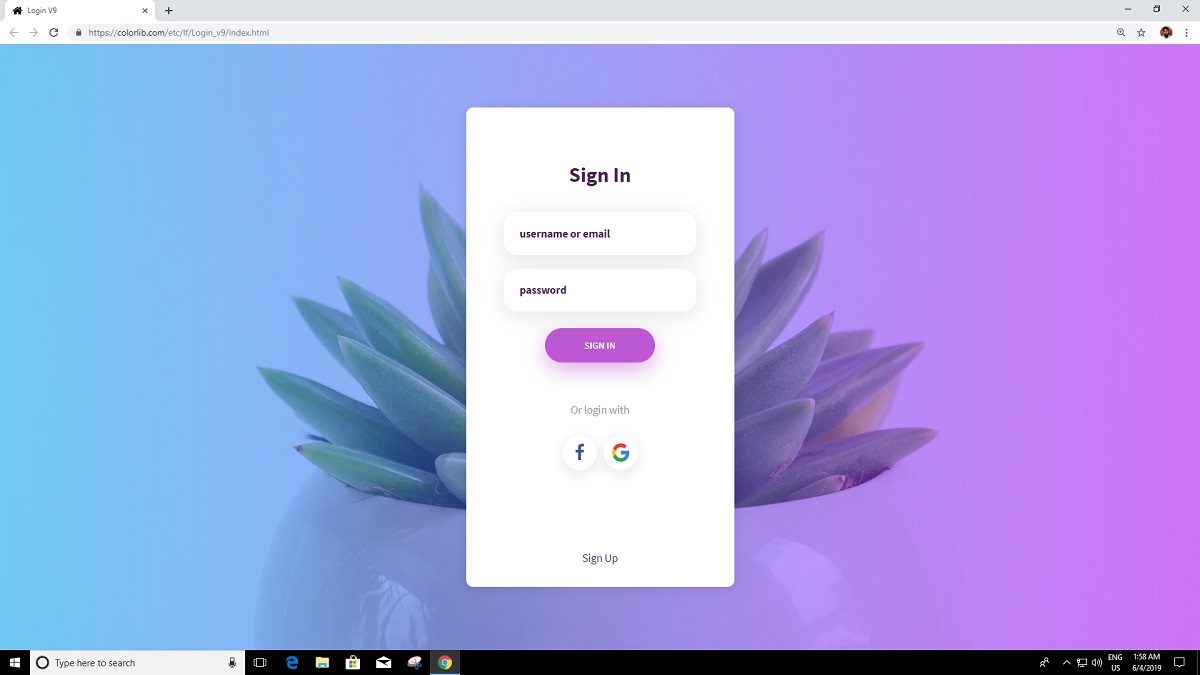 Login V9
https://colorlib.com/etc/lf/Login_v9/index.html
Sign In
username or email
password
SIGN IN
Or login with
Sign Up
Type here to search
ENG
US
1:58 AM
6/4/2019